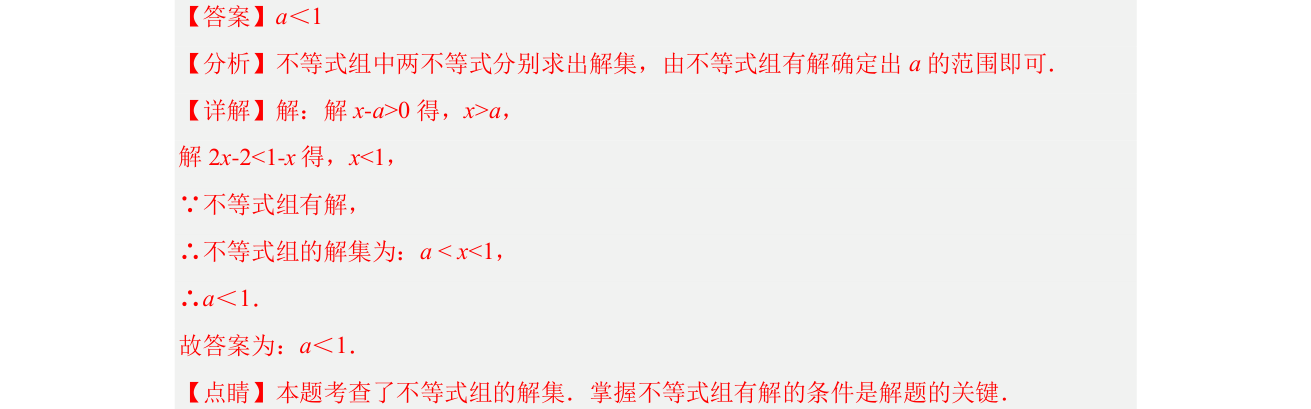 【答案】a＜1
【分析】不等式组中两不等式分别求出解集，由不等式组有解确定出 a 的范围即可．
【详解】解：解 x-a>0 得，x>a，
解 2x-2<1-x 得，x<1，
∵不等式组有解，
∴不等式组的解集为：a < x<1，
∴a＜1．
故答案为：a＜1．
【点睛】本题考查了不等式组的解集．掌握不等式组有解的条件是解题的关键．